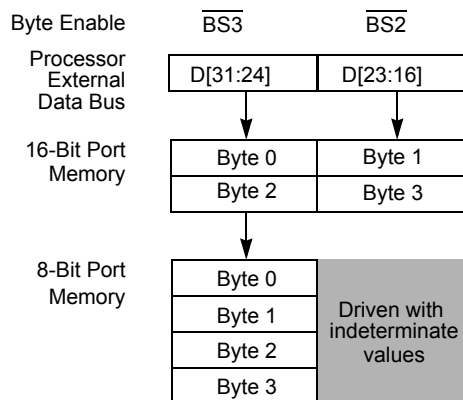 Byte Enable BS3 BS2
Processor
External
Data Bus
D[31:24] D[23:16]
16-Bit Port
Memory
Byte 0 Byte 1
Byte 2 Byte 3
8-Bit Port
Memory
Byte 0
Byte 1
Byte 2
Byte 3
Driven with
indeterminate
values